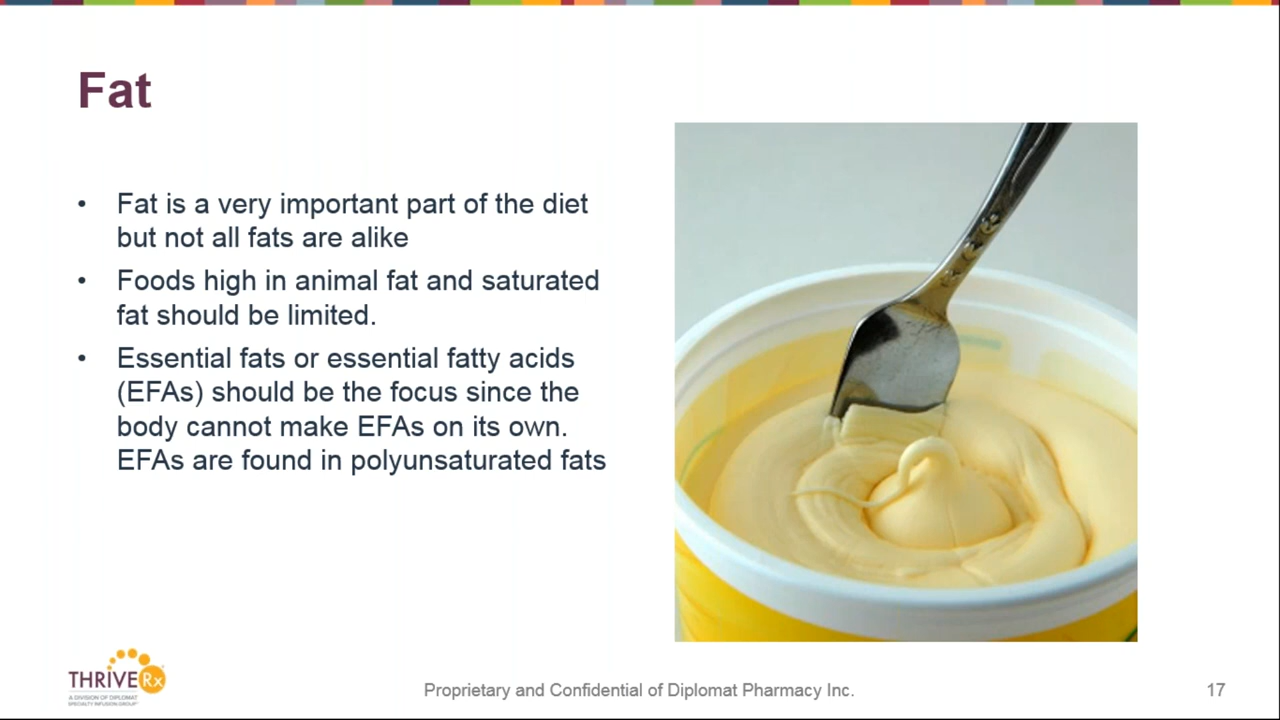 Fat
• Fat is a very important part of the diet
but not all fats are alike
• Foods high in animal fat and saturated
fat should be limited.
• Essential fats or essential fatty acids
(EFAs) should be the focus since the
body cannot make EFAs on its own.
EFAs are found in polyunsaturated fats
THRIVERx
A DIVISION OF DIPLOMAT
SPECIALTY INFUSION GROUP
Proprietary and Confidential of Diplomat Pharmacy Inc.
17